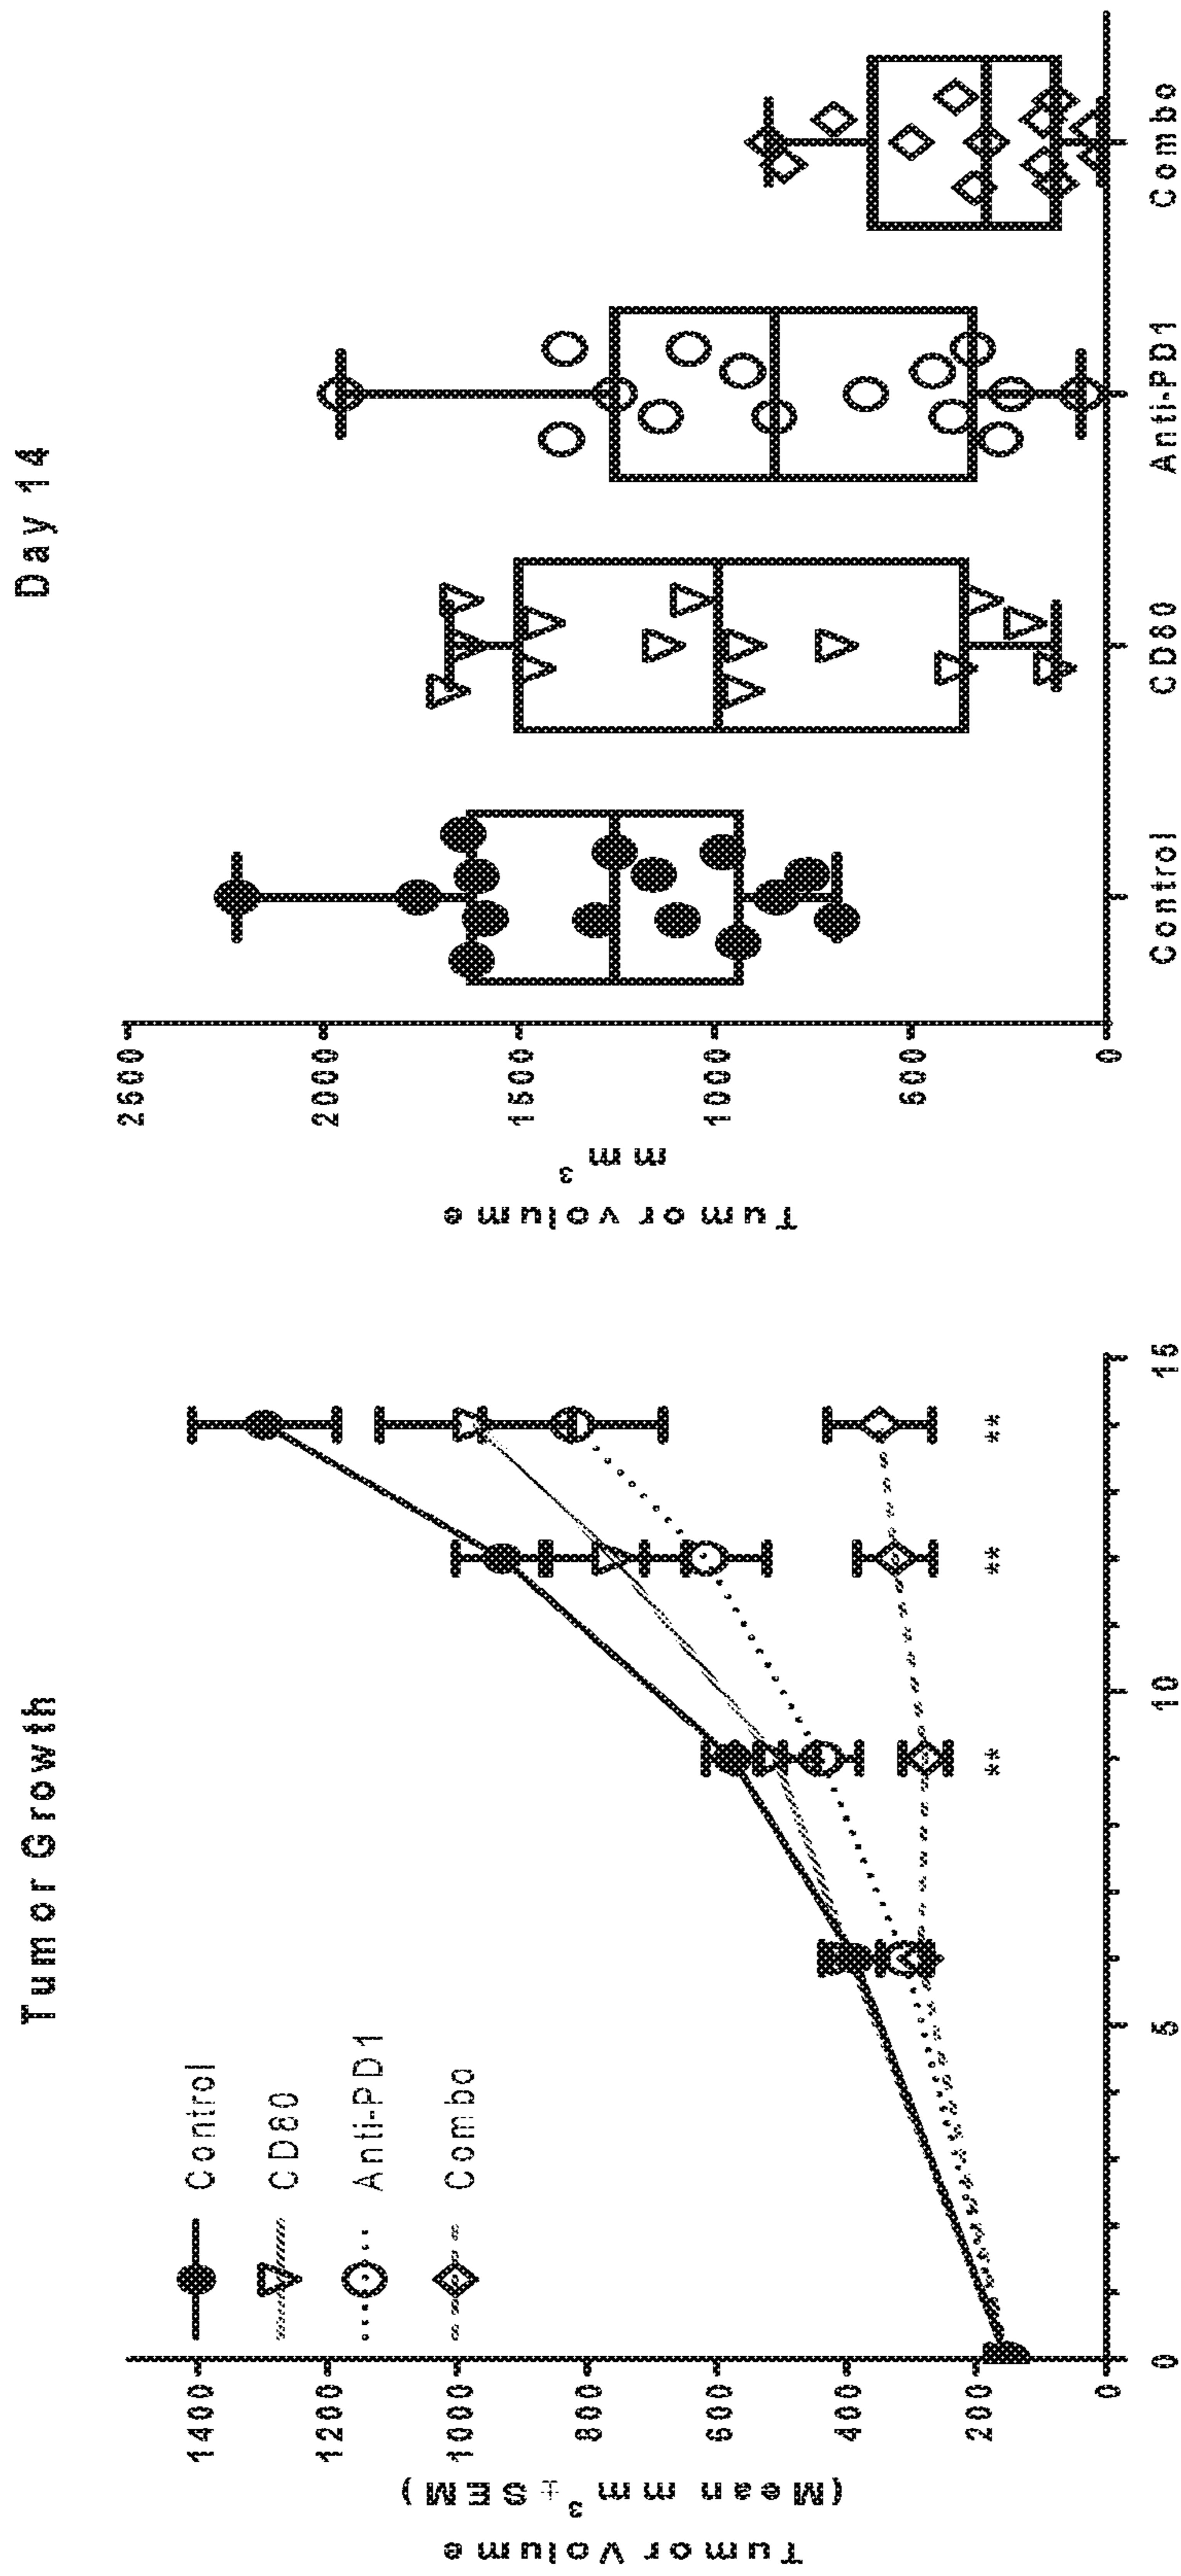 Tumor Growth
Tumor Volume
(Mean mm³ ± SEM)
1400
1200
1000
800
600
400
200
0
Control
CD80
Anti-PD1
Combo
**
**
**
0
5
10
15
Day 14
Tumor volume
mm³
2500
2000
1500
1000
500
0
Control
CD80
Anti-PD1
Combo